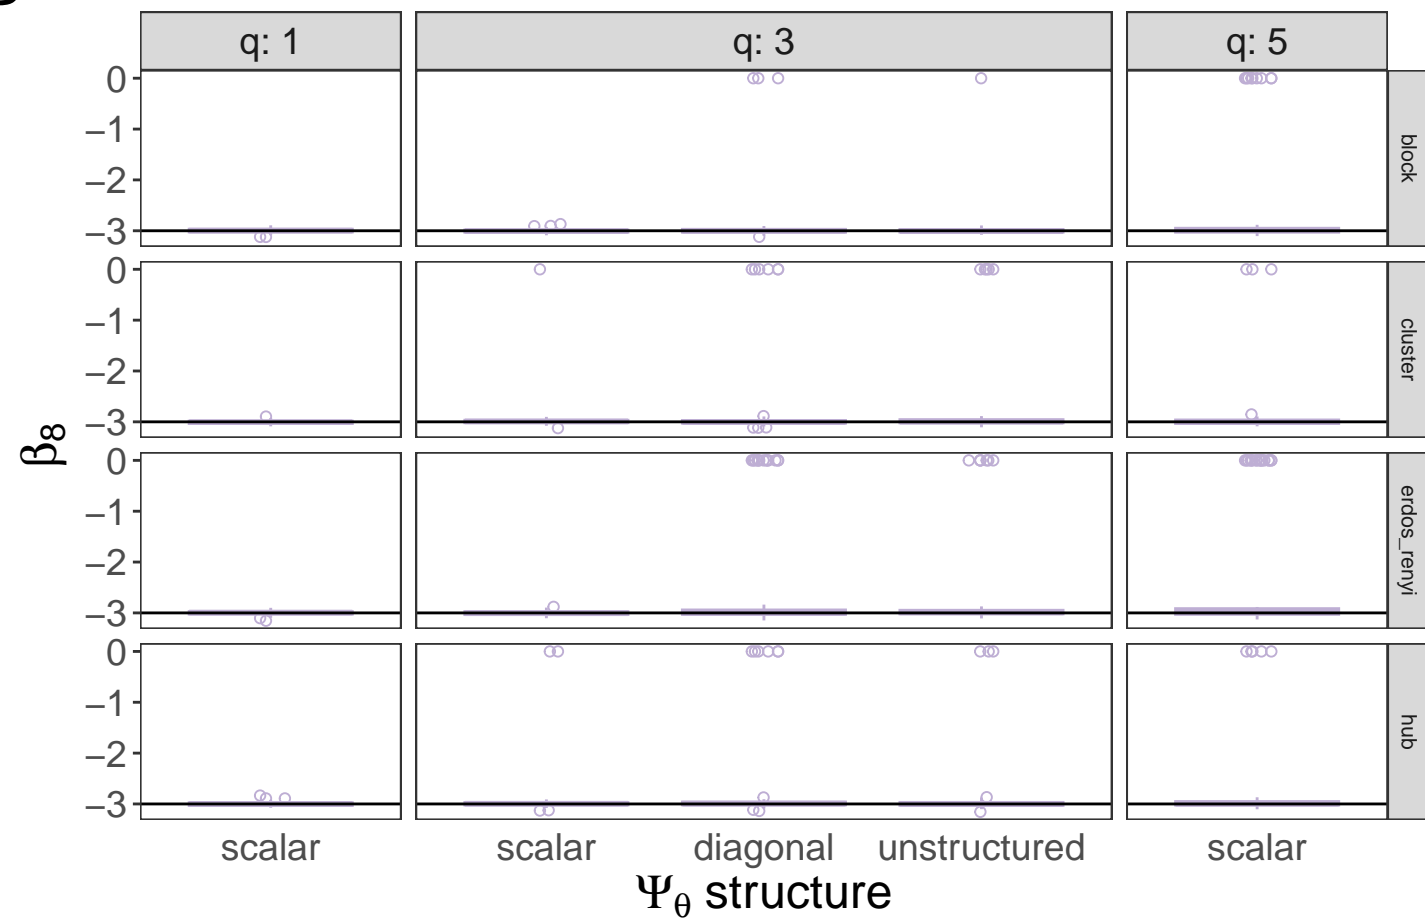 q: 1
q: 3
q: 5
β8
0
−1
−2
−3
block
0
−1
−2
−3
cluster
0
−1
−2
−3
erdos_renyi
0
−1
−2
−3
hub
scalar
scalar
diagonal
unstructured
scalar
Ψθ structure